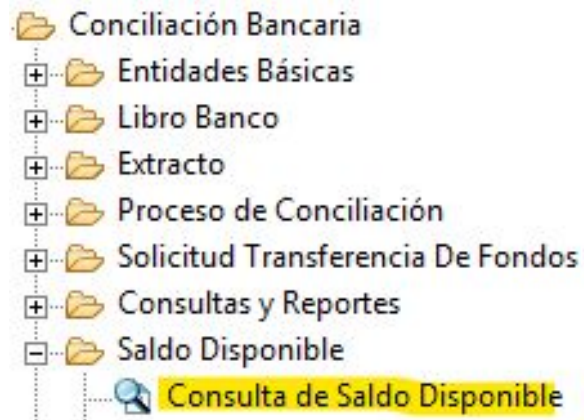 Conciliación Bancaria
Entidades Básicas
Libro Banco
Extracto
Proceso de Conciliación
Solicitud Transferencia De Fondos
Consultas y Reportes
Saldo Disponible
Consulta de Saldo Disponible